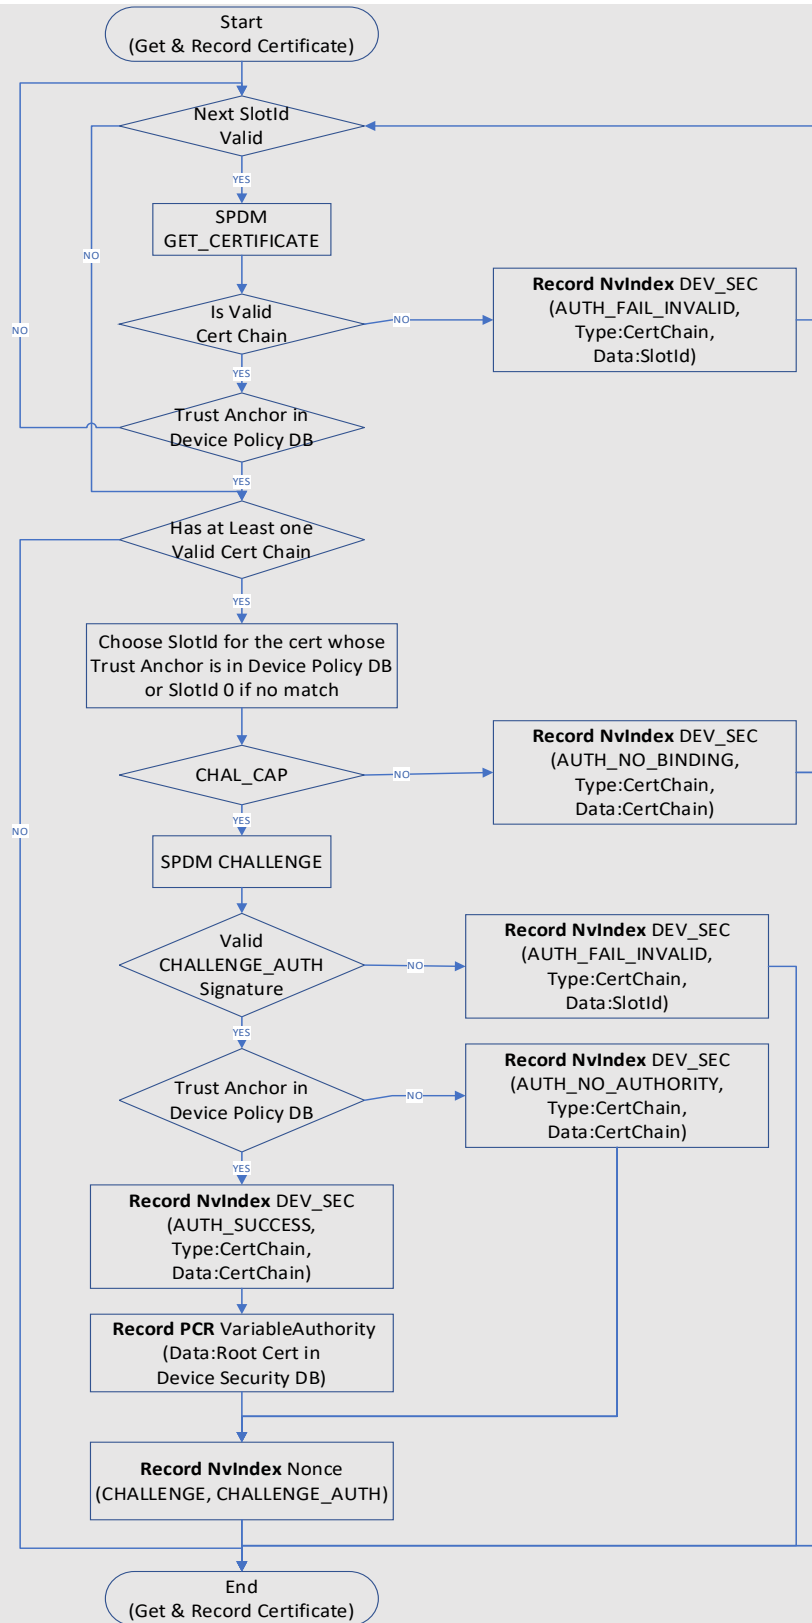 Start
(Get & Record Certificate)
Next SlotId
Valid
YES
SPDM
GET_CERTIFICATE
NO
Is Valid
Cert Chain
NO
Record NvIndex DEV_SEC
(AUTH_FAIL_INVALID,
Type:CertChain,
Data:SlotId)
NO
YES
Trust Anchor in
Device Policy DB
YES
Has at Least one
Valid Cert Chain
YES
Choose SlotId for the cert whose
Trust Anchor is in Device Policy DB
or SlotId 0 if no match
CHAL_CAP
NO
Record NvIndex DEV_SEC
(AUTH_NO_BINDING,
Type:CertChain,
Data:CertChain)
YES
NO
SPDM CHALLENGE
Valid
CHALLENGE_AUTH
Signature
NO
Record NvIndex DEV_SEC
(AUTH_FAIL_INVALID,
Type:CertChain,
Data:SlotId)
YES
Trust Anchor in
Device Policy DB
NO
Record NvIndex DEV_SEC
(AUTH_NO_AUTHORITY,
Type:CertChain,
Data:CertChain)
YES
Record NvIndex DEV_SEC
(AUTH_SUCCESS,
Type:CertChain,
Data:CertChain)
Record PCR VariableAuthority
(Data:Root Cert in
Device Security DB)
Record NvIndex Nonce
(CHALLENGE, CHALLENGE_AUTH)
End
(Get & Record Certificate)